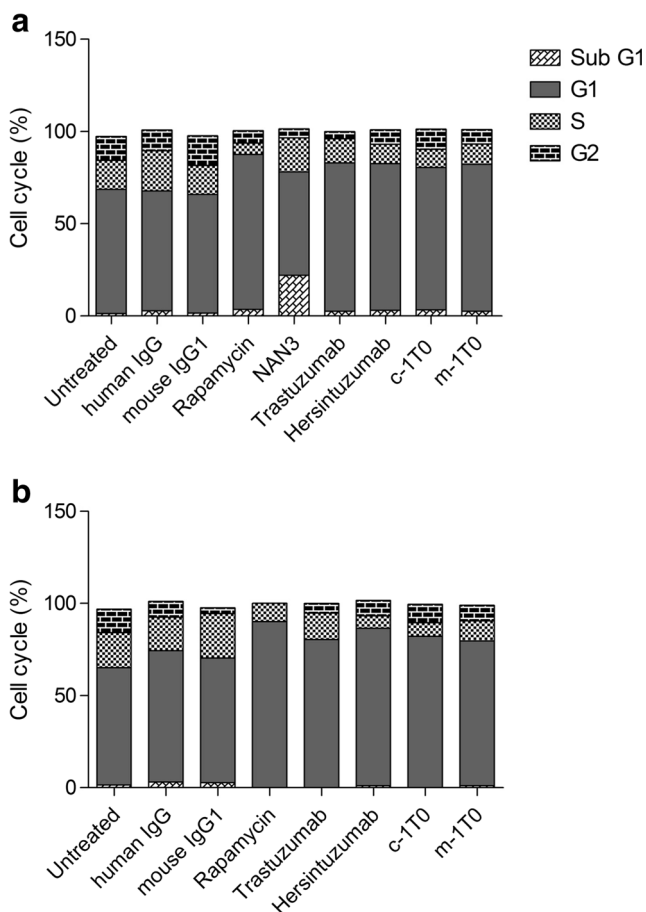 a
150
100
50
0
Cell cycle (%)
Untreated
human IgG
mouse IgG1
Rapamycin
NAN3
Trastuzumab
Hersintuzumab
c-1T0
m-1T0
Sub G1
G1
S
G2
b
150
100
50
0
Cell cycle (%)
Untreated
human IgG
mouse IgG1
Rapamycin
Trastuzumab
Hersintuzumab
c-1T0
m-1T0